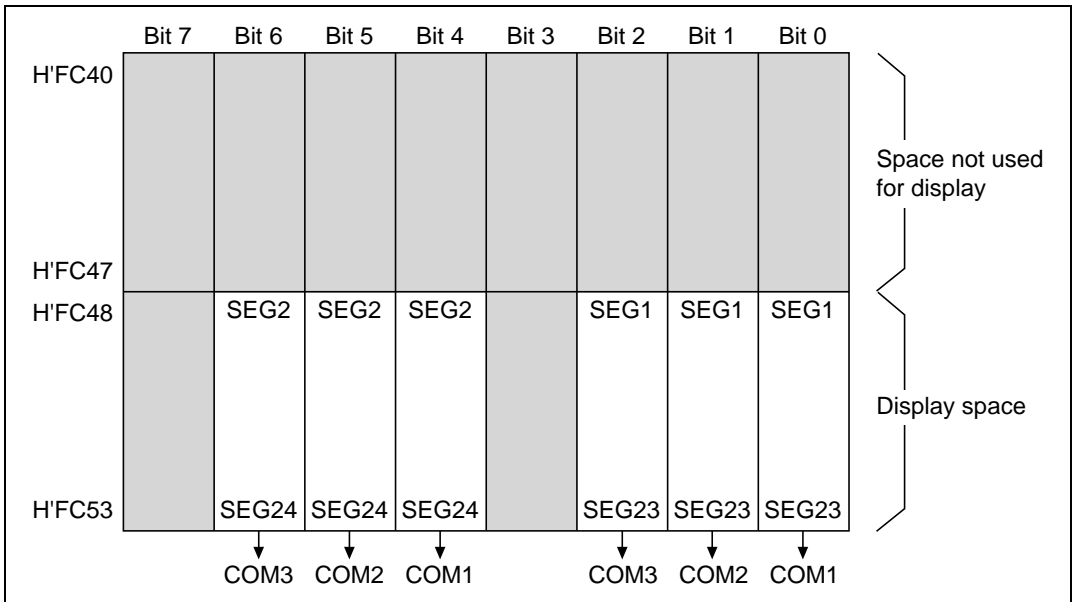 Bit 7 Bit 6 Bit 5 Bit 4 Bit 3 Bit 2 Bit 1 Bit 0
H'FC40
Space not used
for display
H'FC47
H'FC48 SEG2 SEG2 SEG2 SEG1 SEG1 SEG1
Display space
H'FC53 SEG24 SEG24 SEG24 SEG23 SEG23 SEG23
COM3 COM2 COM1 COM3 COM2 COM1